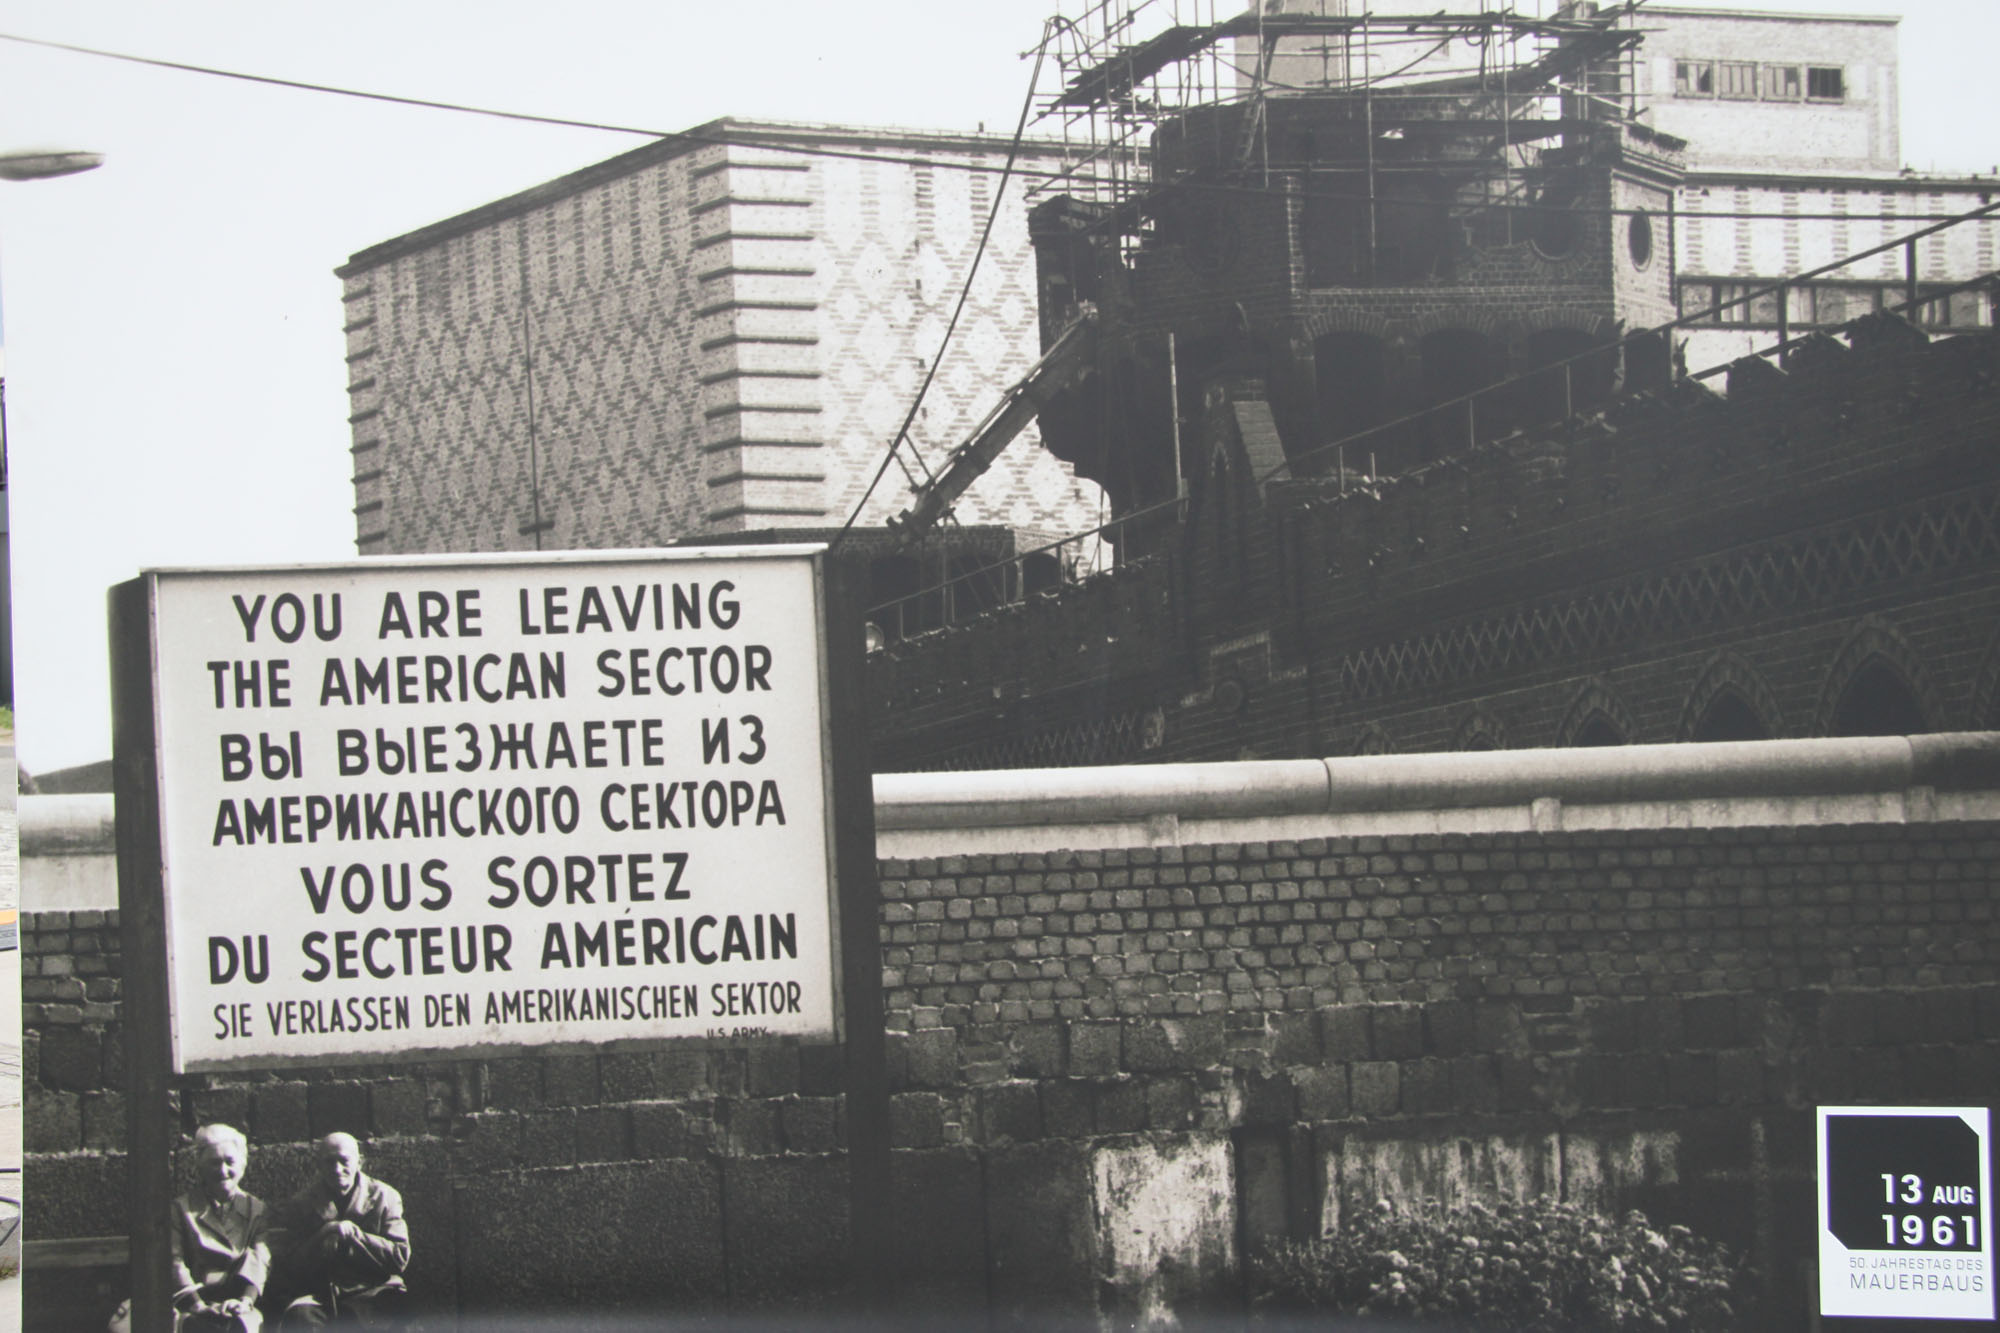 YOU ARE LEAVING
THE AMERICAN SECTOR
ВЫ ВЫЕЗЖАЕТЕ ИЗ
АМЕРИКАНСКОГО СЕКТОРА
VOUS SORTEZ
DU SECTEUR AMÉRICAIN
SIE VERLASSEN DEN AMERIKANISCHEN SEKTOR
U.S. ARMY
13 AUG
1961
50. JAHRESTAG DES
MAUERBAUS